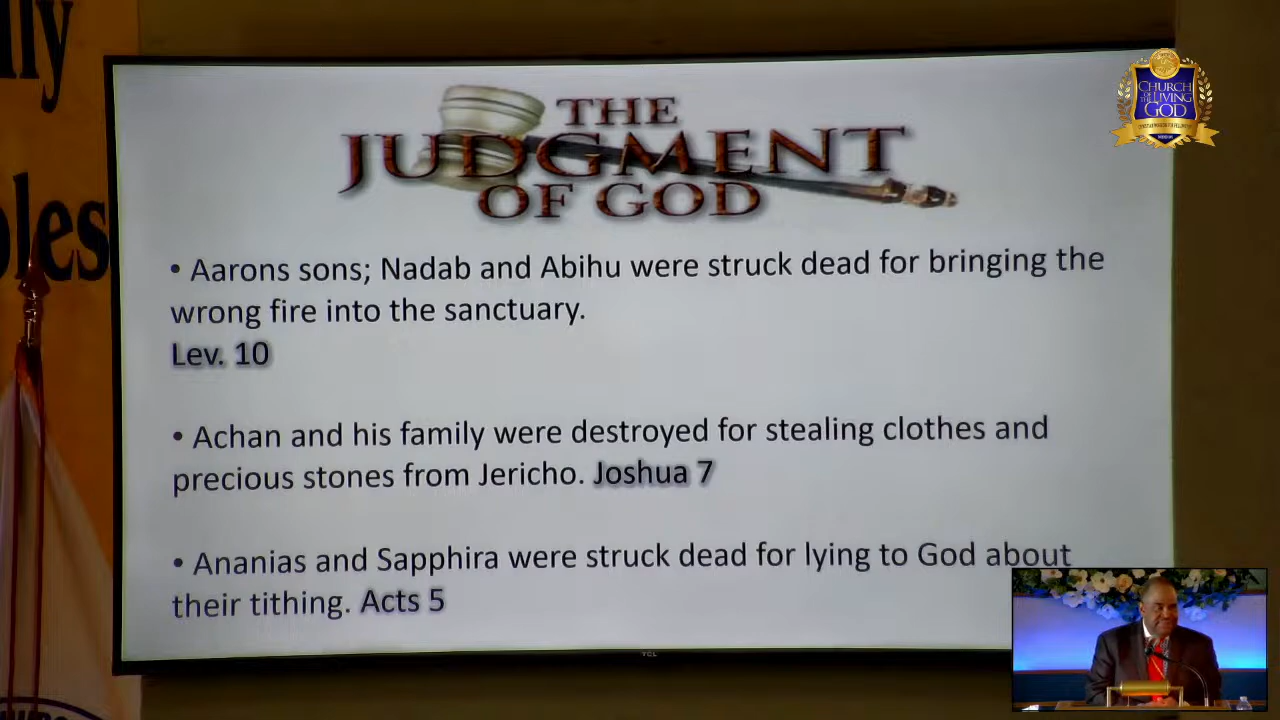 lly
oles
THE
JUDGMENT
OF GOD
CHURCH
OF THE LIVING
GOD
• Aarons sons; Nadab and Abihu were struck dead for bringing the
wrong fire into the sanctuary.
Lev. 10
• Achan and his family were destroyed for stealing clothes and
precious stones from Jericho. Joshua 7
• Ananias and Sapphira were struck dead for lying to God about
their tithing. Acts 5
TCL